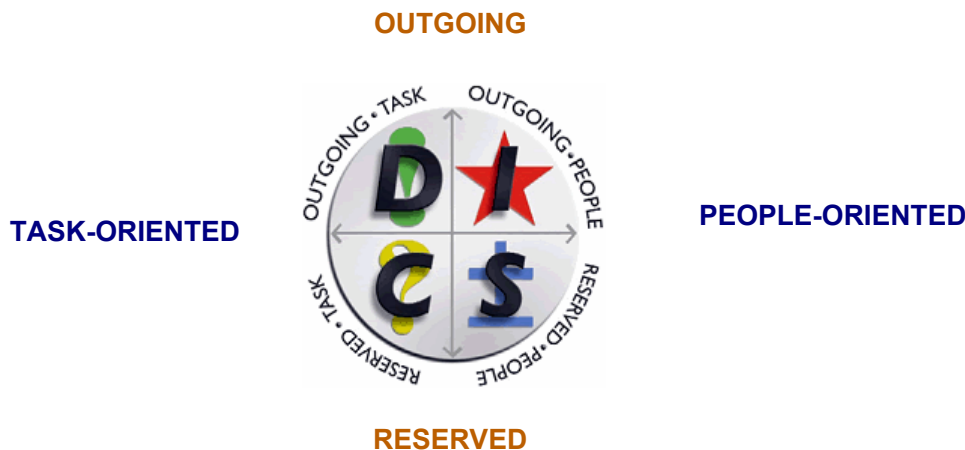 OUTGOING
OUTGOING • TASK
OUTGOING • PEOPLE
D I
TASK-ORIENTED
PEOPLE-ORIENTED
C S
RESERVED • TASK
RESERVED • PEOPLE
RESERVED